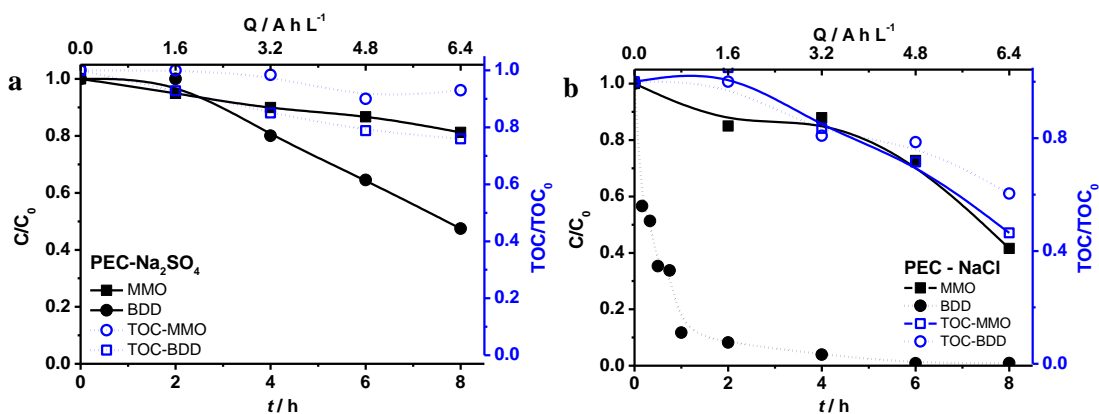 Q / A h L⁻¹
0.0 1.6 3.2 4.8 6.4
a
1.0
0.8
0.6
0.4
0.2
0.0
C/C₀
PEC-Na₂SO₄
MMO
BDD
TOC-MMO
TOC-BDD
1.0
0.8
0.6
0.4
0.2
0.0
TOC/TOC₀
0 2 4 6 8
t / h
Q / A h L⁻¹
0.0 1.6 3.2 4.8 6.4
b
1.0
0.8
0.6
0.4
0.2
0.0
C/C₀
PEC - NaCl
MMO
BDD
TOC-MMO
TOC-BDD
0.8
0.4
0.0
TOC/TOC₀
0 2 4 6 8
t / h